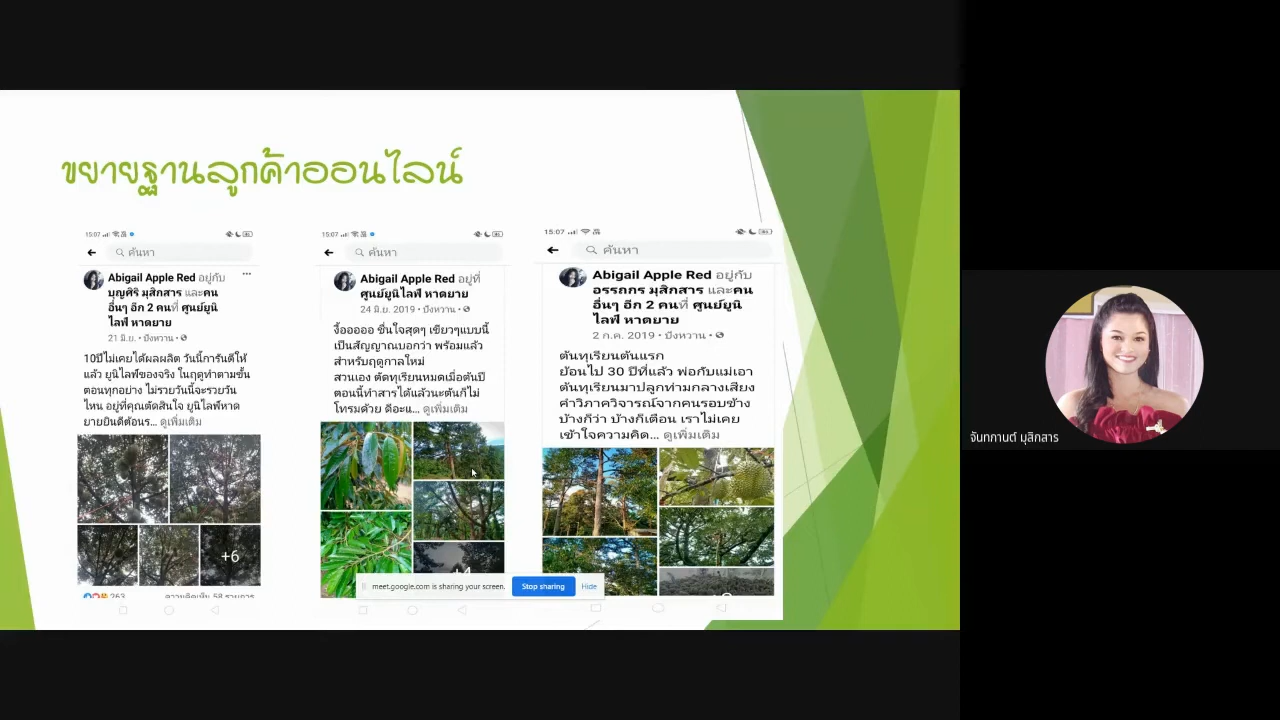 ขยายฐานลูกค้าออนไลน์
15:07
ค้นหา
Abigail Apple Red อยู่กับ
บุญศิริ มุสิกสาร และคน
อื่นๆ อีก 2 คนที่ ศูนย์ยูนิ
ไลฟ์ หาดยาย
21 มิ.ย. • ปังหวาน •
10ปีไม่เคยได้ผลผลิต วันนี้การันตีให้
แล้ว ยูนิไลฟ์ของจริง ในฤดูทำตามขั้น
ตอนทุกอย่าง ไม่รวยวันนี้จะรวยวัน
ไหน อยู่ที่คุณตัดสินใจ ยูนิไลฟ์หาด
ยายยินดีต้อนร... ดูเพิ่มเติม
+6
263
ความคิดเห็น 58 รายการ
15:07
ค้นหา
Abigail Apple Red อยู่ที่
ศูนย์ยูนิไลฟ์ หาดยาย
24 มิ.ย. 2019 • ปังหวาน •
งื้ออออออ ชื่นใจสุดๆ เขียวๆแบบนี้
เป็นสัญญาณบอกว่า พร้อมแล้ว
สำหรับฤดูกาลใหม่
สวนเอง ตัดทุเรียนหมดเมื่อต้นปี
ตอนนี้ทำสารได้แล้วนะต้นก็ไม่
โทรมด้วย ดีอะแ... ดูเพิ่มเติม
15:07
ค้นหา
Abigail Apple Red อยู่กับ
อรรถกร มุสิกสาร และคน
อื่นๆ อีก 2 คนที่ ศูนย์ยูนิ
ไลฟ์ หาดยาย
2 ก.ค. 2019 • ปังหวาน •
ต้นทุเรียนต้นแรก
ย้อนไป 30 ปีที่แล้ว พ่อกับแม่เอา
ต้นทุเรียนมาปลูกท่ามกลางเสียง
คำวิภาควิจารณ์จากคนรอบข้าง
บ้างก็ว่า บ้างก็เตือน เราไม่เคย
เข้าใจความคิด... ดูเพิ่มเติม
meet.google.com is sharing your screen.
Stop sharing
Hide
จันทกานต์ มุสิกสาร